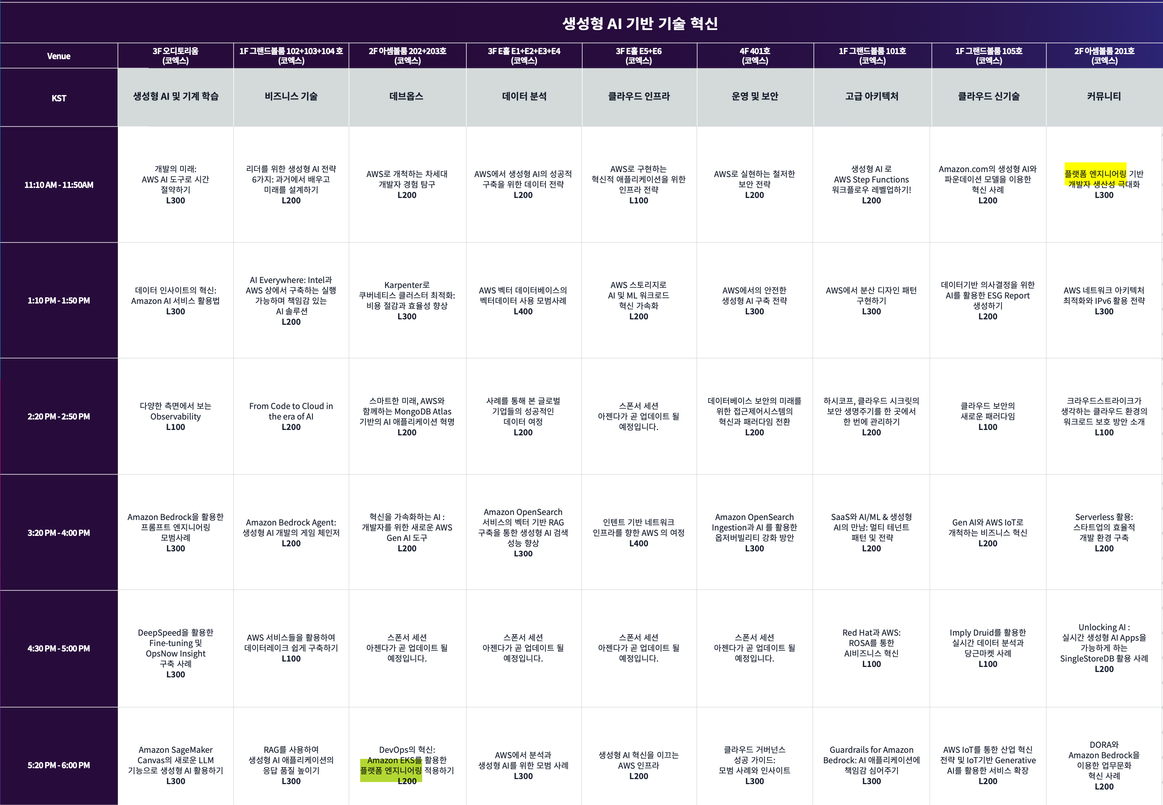 생성형 AI 기반 기술 혁신
Venue
3F 오디토리움
(코엑스)
1F 그랜드볼룸 102+103+104 호
(코엑스)
2F 아셈볼룸 202+203호
(코엑스)
3F E홀 E1+E2+E3+E4
(코엑스)
3F E홀 E5+E6
(코엑스)
4F 401호
(코엑스)
1F 그랜드볼룸 101호
(코엑스)
1F 그랜드볼룸 105호
(코엑스)
2F 아셈볼룸 201호
(코엑스)
KST
생성형 AI 및 기계 학습
비즈니스 기술
데브옵스
데이터 분석
클라우드 인프라
운영 및 보안
고급 아키텍처
클라우드 신기술
커뮤니티
11:10 AM - 11:50AM
개발의 미래:
AWS AI 도구로 시간
절약하기
L300
리더를 위한 생성형 AI 전략
6가지: 과거에서 배우고
미래를 설계하기
L200
AWS로 개척하는 차세대
개발자 경험 탐구
L200
AWS에서 생성형 AI의 성공적
구축을 위한 데이터 전략
L200
AWS로 구현하는
혁신적 애플리케이션을 위한
인프라 전략
L100
AWS로 실현하는 철저한
보안 전략
L200
생성형 AI 로
AWS Step Functions
워크플로우 레벨업하기!
L200
Amazon.com의 생성형 AI와
파운데이션 모델을 이용한
혁신 사례
L200
플랫폼 엔지니어링 기반
개발자 생산성 극대화
L300
1:10 PM - 1:50 PM
데이터 인사이트의 혁신:
Amazon AI 서비스 활용법
L300
AI Everywhere: Intel과
AWS 상에서 구축하는 실행
가능하며 책임감 있는
AI 솔루션
L200
Karpenter로
쿠버네티스 클러스터 최적화:
비용 절감과 효율성 향상
L300
AWS 벡터 데이터베이스의
벡터데이터 사용 모범사례
L400
AWS 스토리지로
AI 및 ML 워크로드
혁신 가속화
L300
AWS에서의 안전한
생성형 AI 구축 전략
L300
AWS에서 분산 디자인 패턴
구현하기
L300
데이터기반 의사결정을 위한
AI를 활용한 ESG Report
생성하기
L200
AWS 네트워크 아키텍처
최적화와 IPv6 활용 전략
L300
2:20 PM - 2:50 PM
다양한 측면에서 보는
Observability
L100
From Code to Cloud in
the era of AI
L200
스마트한 미래, AWS와
함께하는 MongoDB Atlas
기반의 AI 애플리케이션 혁명
L200
사례를 통해 본 글로벌
기업들의 성공적인
데이터 여정
L200
스폰서 세션
아젠다가 곧 업데이트 될
예정입니다.
데이터베이스 보안의 미래를
위한 접근제어시스템의
혁신과 패러다임 전환
L200
하시코프, 클라우드 시크릿의
보안 생명주기를 한 곳에서
한 번에 관리하기
L200
클라우드 보안의
새로운 패러다임
L100
크라우드스트라이크가
생각하는 클라우드 환경의
워크로드 보호 방안 소개
L100
3:20 PM - 4:00 PM
Amazon Bedrock을 활용한
프롬프트 엔지니어링
모범사례
L300
Amazon Bedrock Agent:
생성형 AI 개발의 게임 체인저
L200
혁신을 가속화하는 AI :
개발자를 위한 새로운 AWS
Gen AI 도구
L200
Amazon OpenSearch
서비스의 벡터 기반 RAG
구축을 통한 생성형 AI 검색
성능 향상
L300
인텐트 기반 네트워크
인프라를 향한 AWS 의 여정
L400
Amazon OpenSearch
Ingestion과 AI 를 활용한
옵저버빌리티 강화 방안
L300
SaaS와 AI/ML & 생성형
AI의 만남: 멀티 테넌트
패턴 및 전략
L200
Gen AI와 AWS IoT로
개척하는 비즈니스 혁신
L200
Serverless 활용:
스타트업의 효율적
개발 환경 구축
L200
4:30 PM - 5:00 PM
DeepSpeed을 활용한
Fine-tuning 및
OpsNow Insight
구축 사례
L300
AWS 서비스들을 활용하여
데이터레이크 쉽게 구축하기
L100
스폰서 세션
아젠다가 곧 업데이트 될
예정입니다.
스폰서 세션
아젠다가 곧 업데이트 될
예정입니다.
스폰서 세션
아젠다가 곧 업데이트 될
예정입니다.
스폰서 세션
아젠다가 곧 업데이트 될
예정입니다.
Red Hat과 AWS:
ROSA를 통한
AI비즈니스 혁신
L100
Imply Druid를 활용한
실시간 데이터 분석과
당근마켓 사례
L100
Unlocking AI :
실시간 생성형 AI Apps을
가능하게 하는
SingleStoreDB 활용 사례
L200
5:20 PM - 6:00 PM
Amazon SageMaker
Canvas의 새로운 LLM
기능으로 생성형 AI 활용하기
L300
RAG를 사용하여
생성형 AI 애플리케이션의
응답 품질 높이기
L300
DevOps의 혁신:
Amazon EKS를 활용한
플랫폼 엔지니어링 적용하기
L200
AWS에서 분석과
생성형 AI를 위한 모범 사례
L300
생성형 AI 혁신을 이끄는
AWS 인프라
L200
클라우드 거버넌스
성공 가이드:
모범 사례와 인사이트
L300
Guardrails for Amazon
Bedrock: AI 애플리케이션에
책임감 심어주기
L300
AWS IoT를 통한 산업 혁신
전략 및 IoT기반 Generative
AI를 활용한 서비스 확장
L200
DORA와
Amazon Bedrock을
이용한 업무문화
혁신 사례
L200